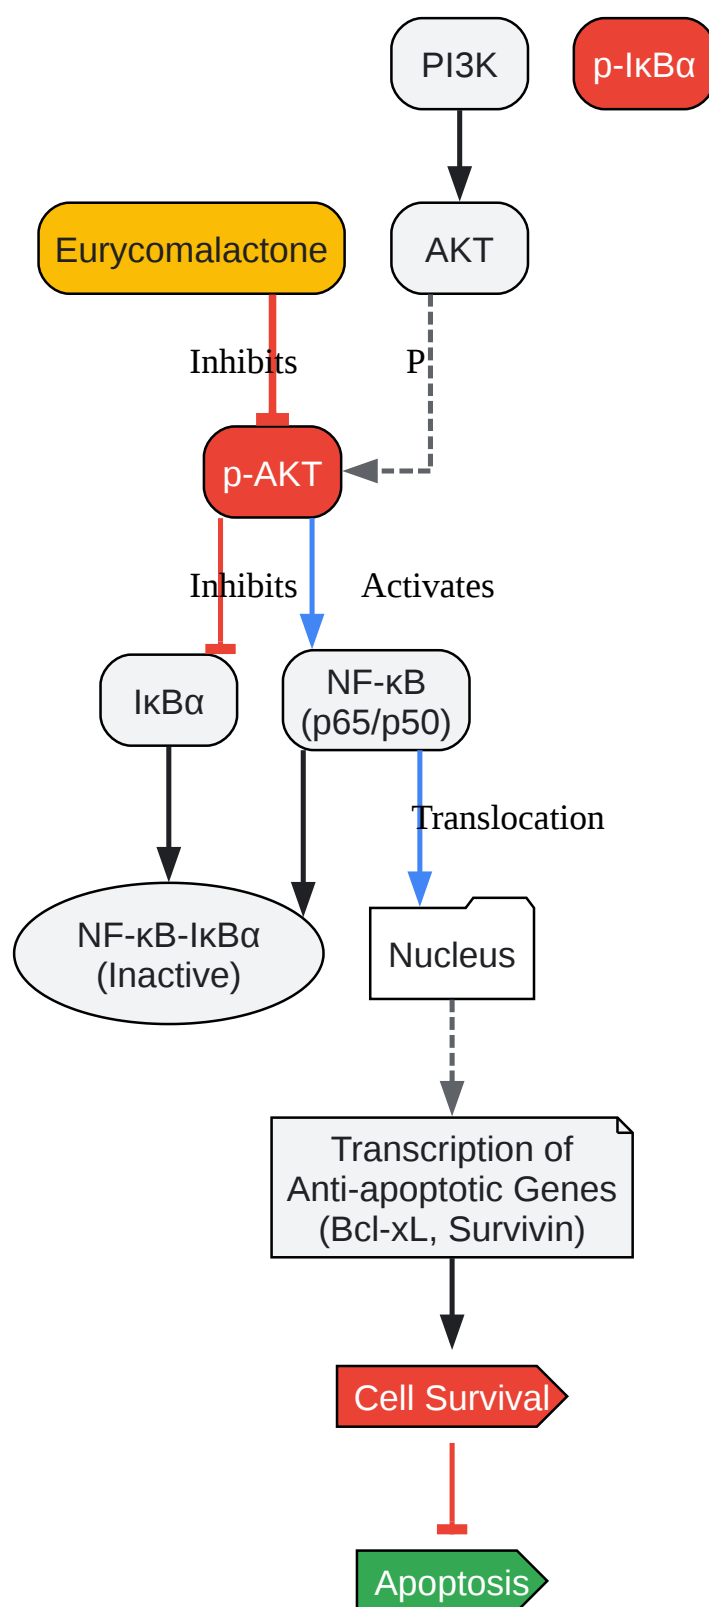 PI3K
p-IκBα
Eurycomalactone
AKT
Inhibits
P
p-AKT
Inhibits
Activates
IκBα
NF-κB
(p65/p50)
Translocation
NF-κB-IκBα
(Inactive)
Nucleus
Transcription of
Anti-apoptotic Genes
(Bcl-xL, Survivin)
Cell Survival
Apoptosis